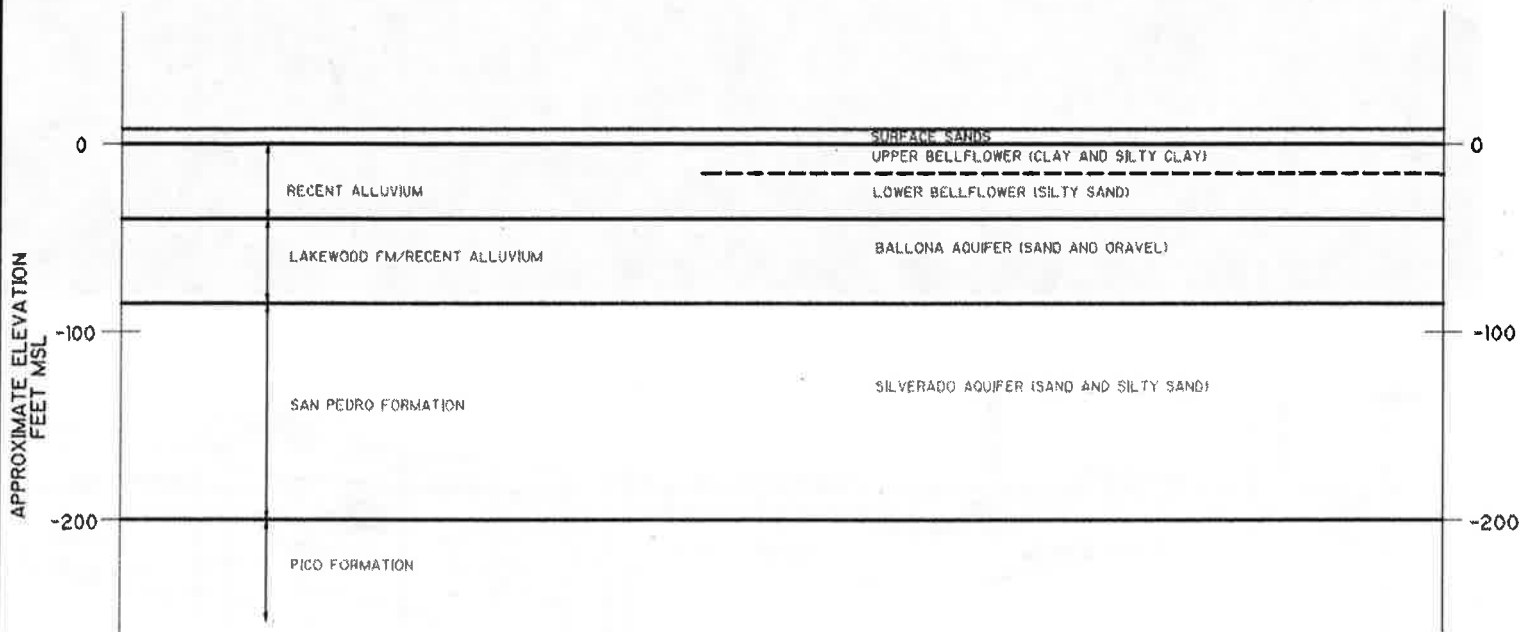 APPROXIMATE ELEVATION
FEET MSL
0
-100
-200
RECENT ALLUVIUM
LAKEWOOD FM/RECENT ALLUVIUM
SAN PEDRO FORMATION
PICO FORMATION
SURFACE SANDS
UPPER BELLFLOWER (CLAY AND SILTY CLAY)
LOWER BELLFLOWER (SILTY SAND)
BALLONA AQUIFER (SAND AND GRAVEL)
SILVERADO AQUIFER (SAND AND SILTY SAND)
0
-100
-200